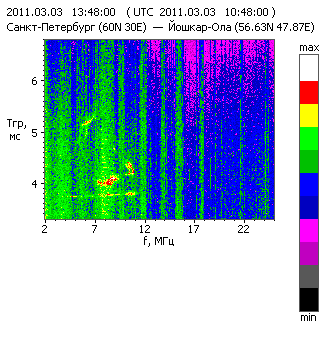 2011.03.03 13:48:00 (UTC 2011.03.03 10:48:00)
Санкт-Петербург (60N 30E) — Йошкар-Ола (56.63N 47.87E)
max
6
Tгр,
мс
5
4
2 7 12 17 22
f, МГц
min